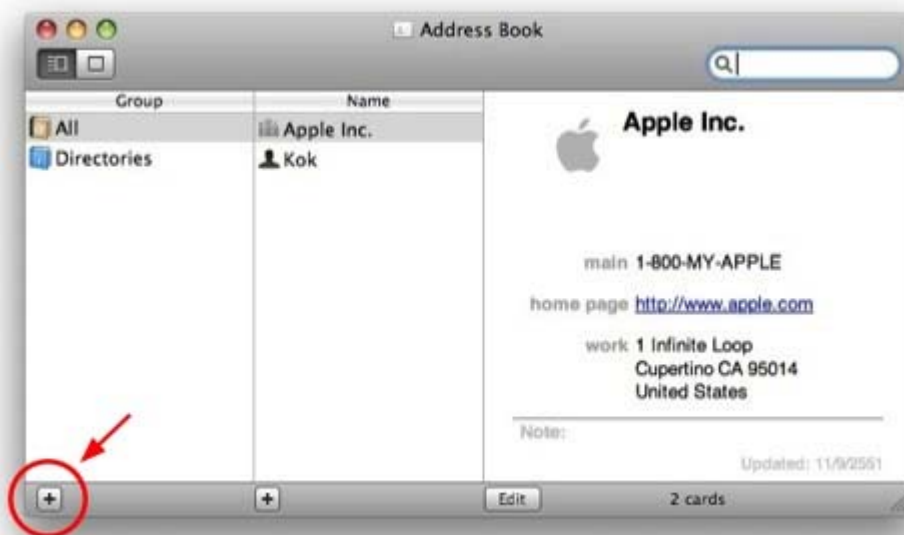 Address Book
Group
Name
All
Directories
Apple Inc.
Kok
Apple Inc.
main 1-800-MY-APPLE
home page http://www.apple.com
work 1 Infinite Loop
Cupertino CA 95014
United States
Note:
Updated: 11/9/2551
+
+
Edit
2 cards